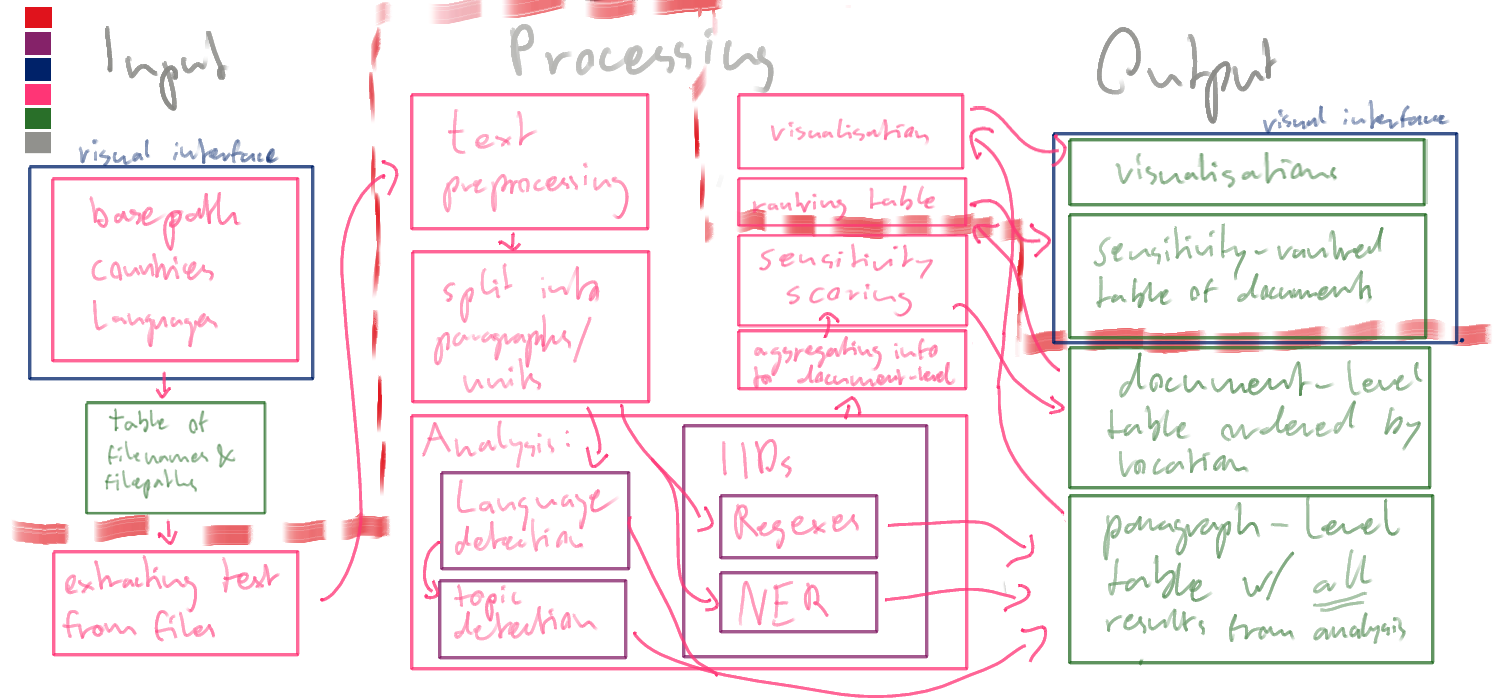 Input
visual interface
basepath
Countries
Languages
table of
filenames &
filepaths
extracting text
from files
Processing
text
preprocessing
split into
paragraphs/
units
Analysis:
Language
detection
topic
detection
IIDs
Regexes
NER
visualisation
ranking table
sensitivity
scoring
aggregating info
to document-level
Output
visual interface
visualisations
sensitivity-ranked
table of documents
document-level
table ordered by
location
paragraph-level
table w/ all
results from analysis